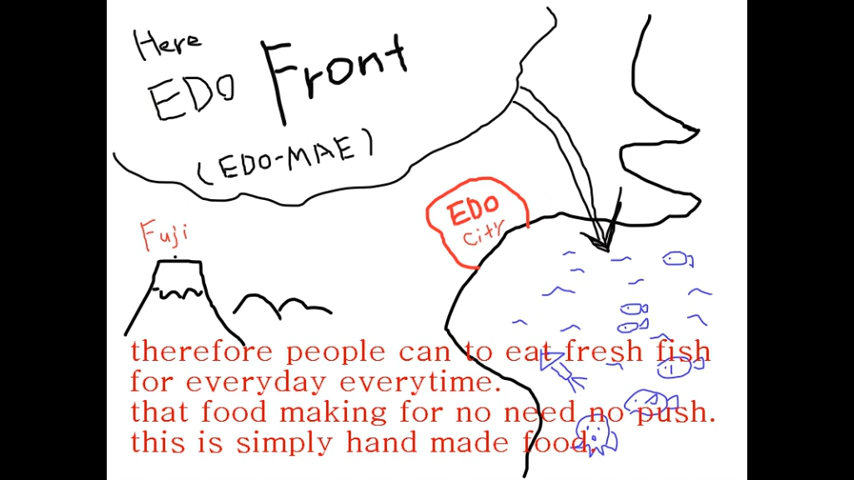 Here
EDO Front
(EDO-MAE)
EDO
City
Fuji
therefore people can to eat fresh fish
for everyday everytime.
that food making for no need no push.
this is simply hand made food.